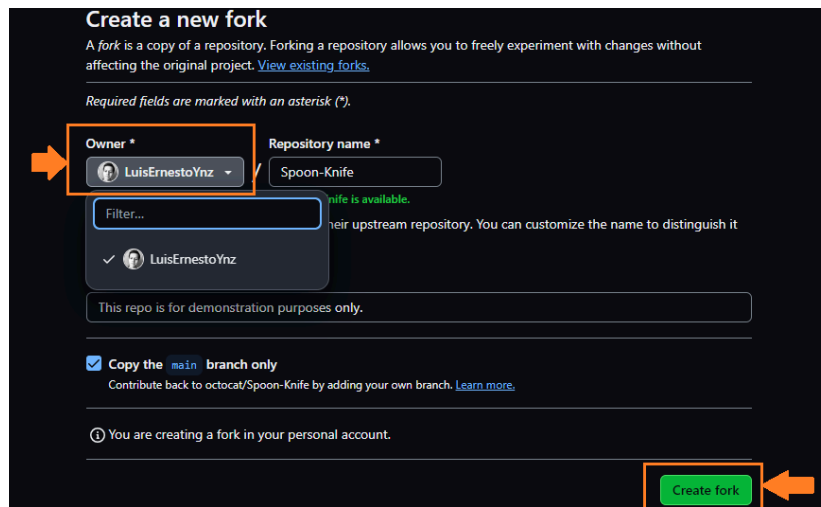 Create a new fork
A fork is a copy of a repository. Forking a repository allows you to freely experiment with changes without
affecting the original project. View existing forks.
Required fields are marked with an asterisk (*).
Owner * Repository name *
LuisErnestoYnz / Spoon-Knife
nife is available.
Filter...
heir upstream repository. You can customize the name to distinguish it
LuisErnestoYnz
This repo is for demonstration purposes only.
Copy the main branch only
Contribute back to octocat/Spoon-Knife by adding your own branch. Learn more.
You are creating a fork in your personal account.
Create fork